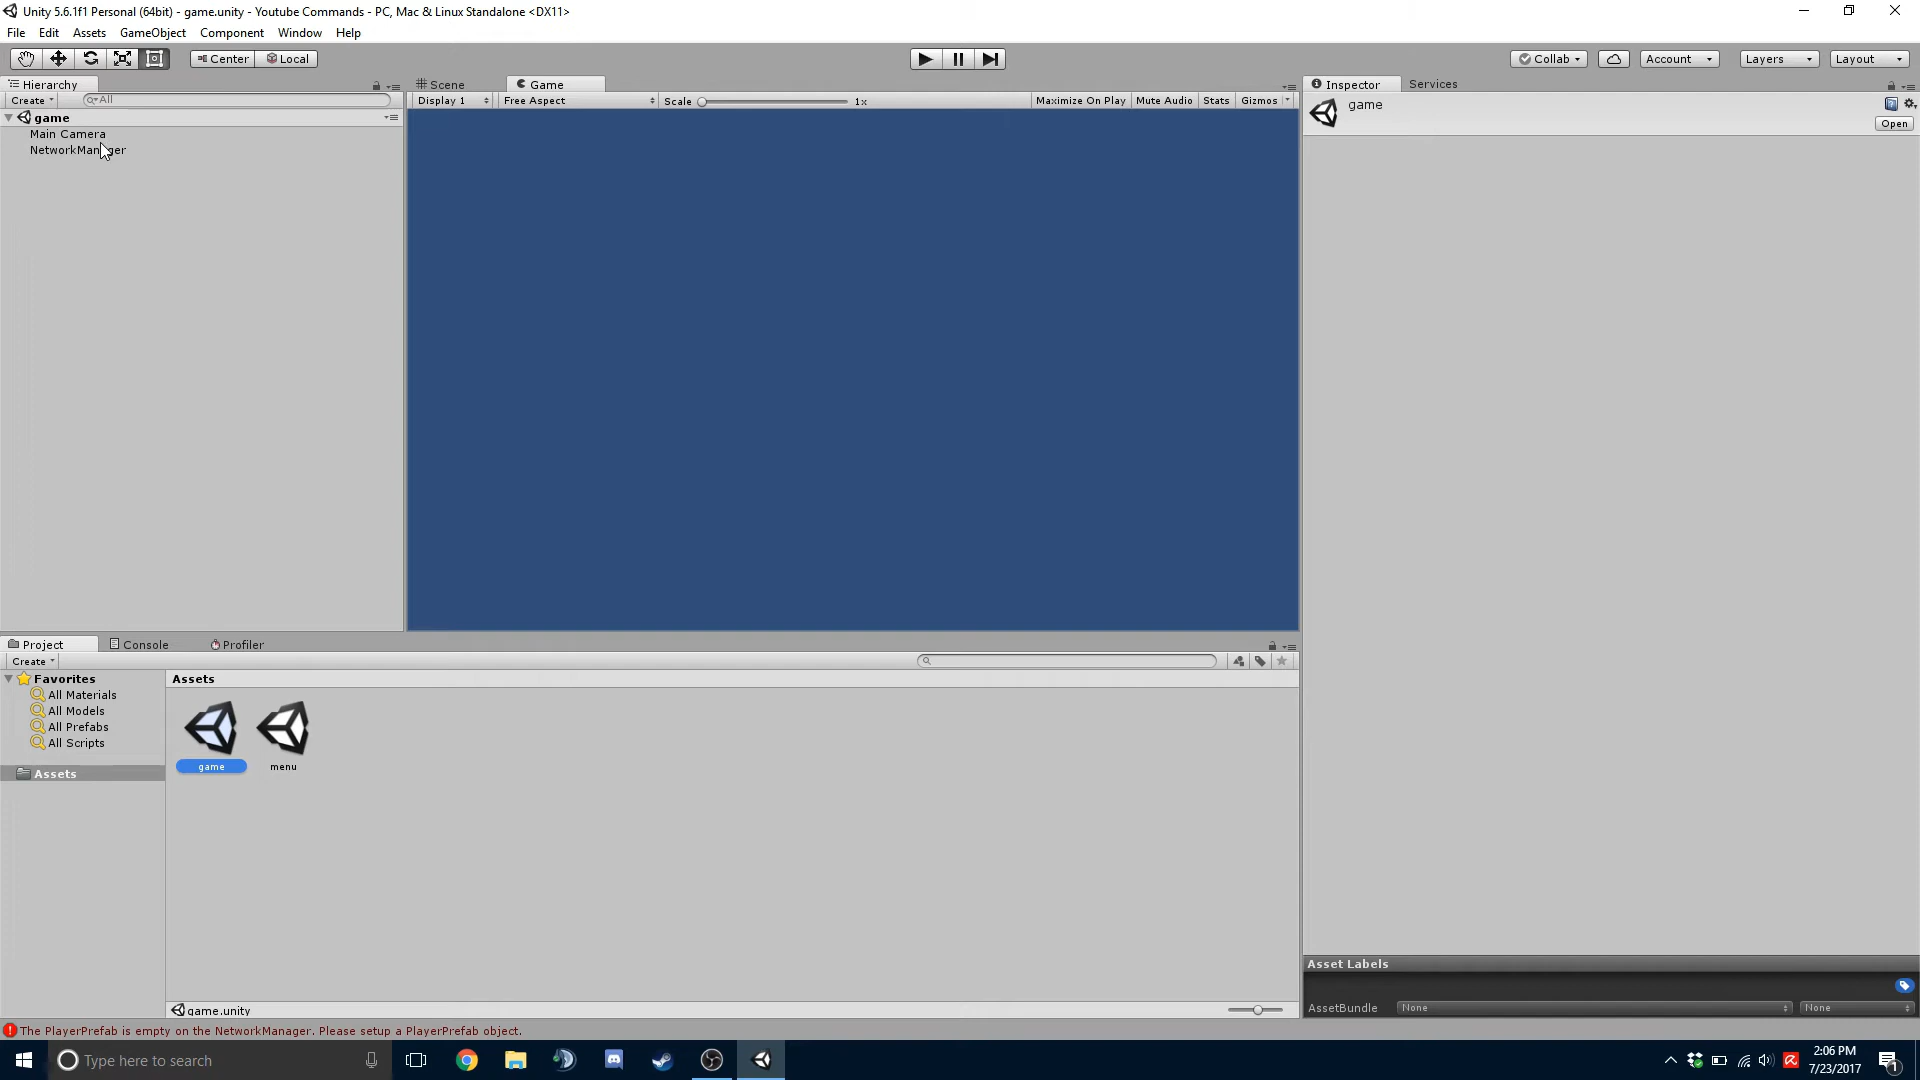 Unity 5.6.1f1 Personal (64bit) - game.unity - Youtube Commands - PC, Mac & Linux Standalone <DX11>
File Edit Assets GameObject Component Window Help
Center Local Collab Account Layers Layout
Hierarchy Scene Game Inspector Services
Create All Display 1 Free Aspect Scale 1x Maximize On Play Mute Audio Stats Gizmos
game
game
Open
Main Camera
NetworkManager
Project Console Profiler
Create
Favorites
Assets
All Materials
All Models
All Prefabs
All Scripts
game menu
Assets
Asset Labels
AssetBundle None None
game.unity
The PlayerPrefab is empty on the NetworkManager. Please setup a PlayerPrefab object.
Type here to search
2:06 PM
7/23/2017
1